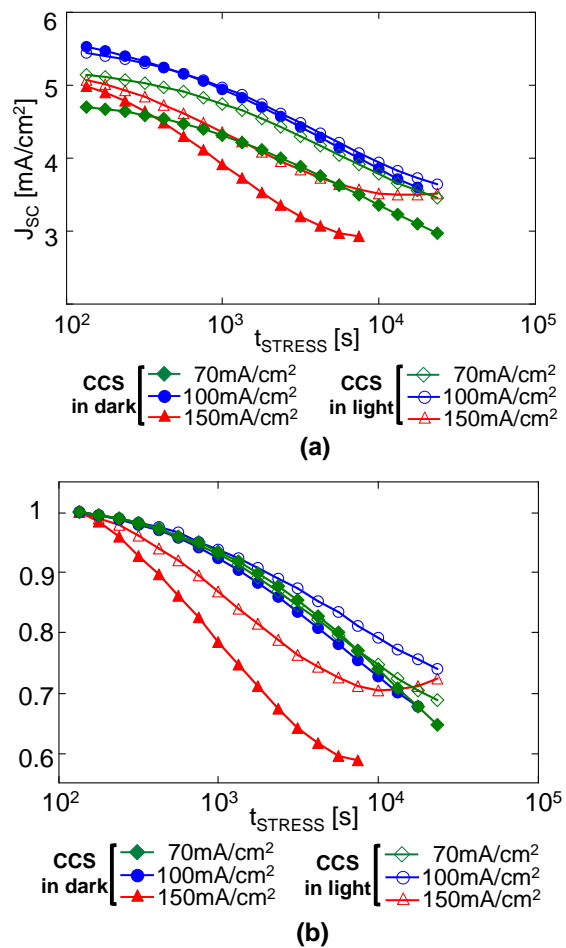 6
5
4
3
J_SC [mA/cm²]
10² 10³ 10⁴ 10⁵
t_STRESS [s]
CCS in dark
70mA/cm²
100mA/cm²
150mA/cm²
CCS in light
70mA/cm²
100mA/cm²
150mA/cm²
(a)
1
0.9
0.8
0.7
0.6
10² 10³ 10⁴ 10⁵
t_STRESS [s]
CCS in dark
70mA/cm²
100mA/cm²
150mA/cm²
CCS in light
70mA/cm²
100mA/cm²
150mA/cm²
(b)